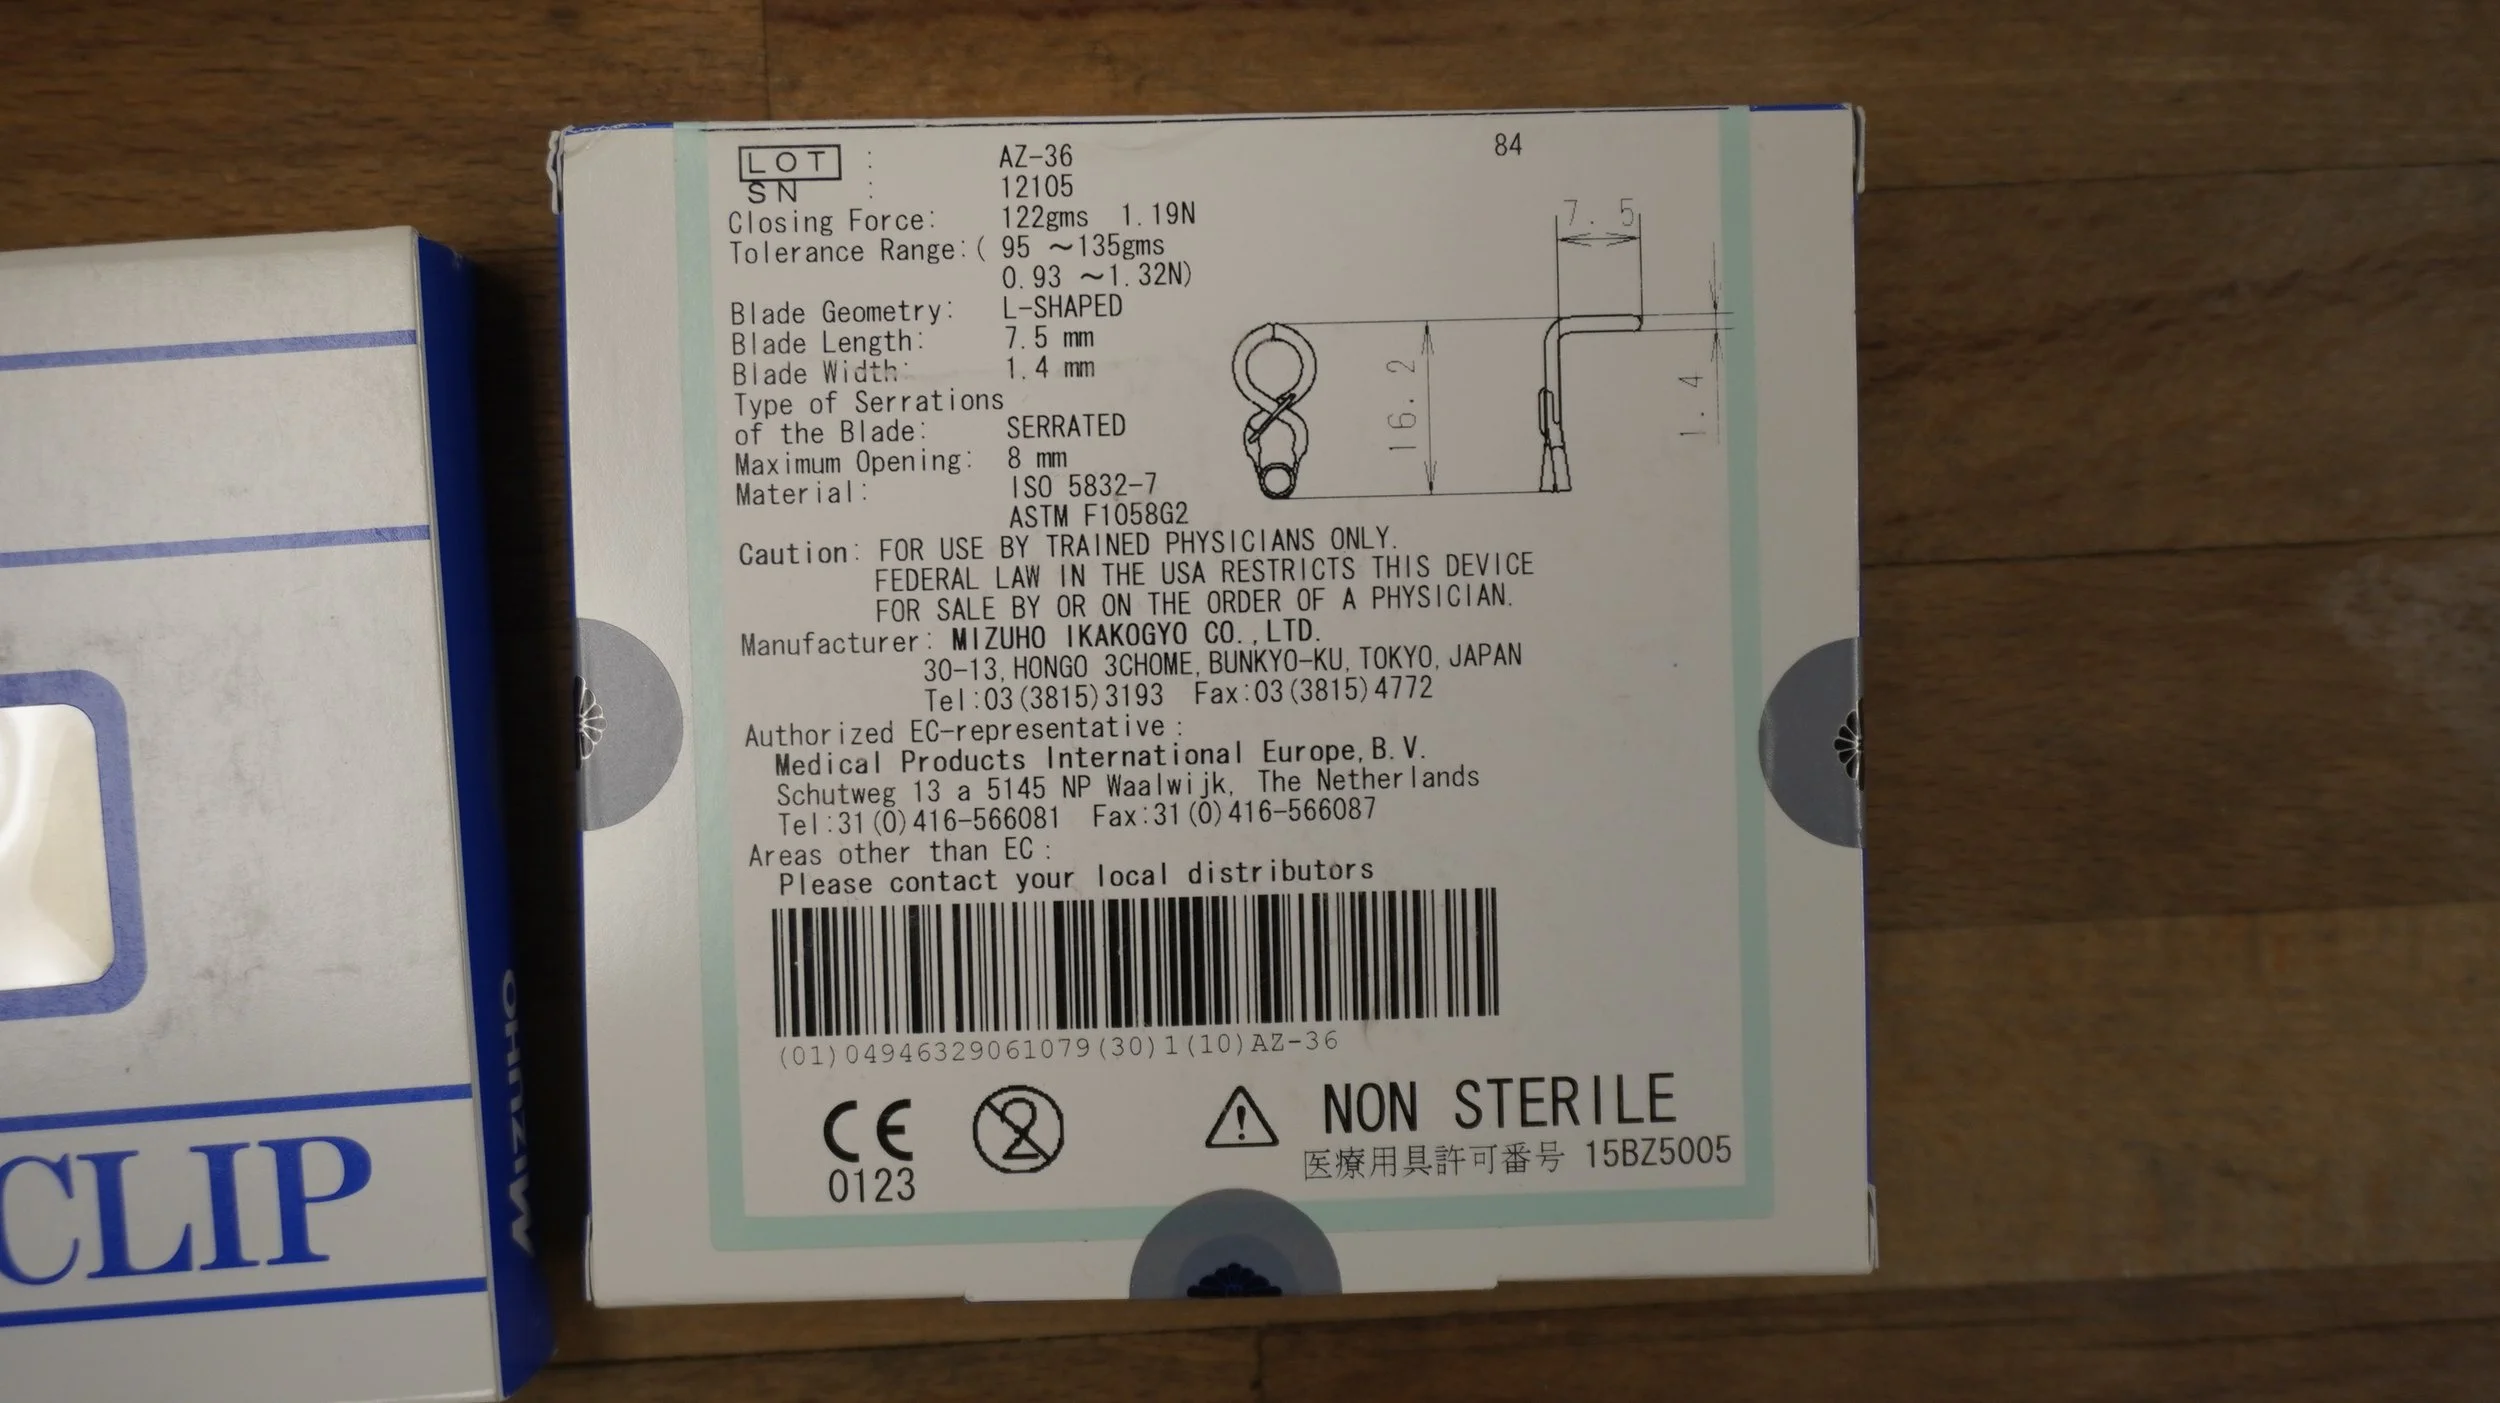 CLIP
MIZUHO
84
LOT : AZ-36
SN : 12105
Closing Force: 122gms 1.19N
Tolerance Range:( 95 ~135gms
0.93 ~1.32N)
Blade Geometry: L-SHAPED
Blade Length: 7.5 mm
Blade Width: 1.4 mm
Type of Serrations
of the Blade: SERRATED
Maximum Opening: 8 mm
Material: ISO 5832-7
ASTM F1058G2
7.5
16.2
1.4
Caution: FOR USE BY TRAINED PHYSICIANS ONLY.
FEDERAL LAW IN THE USA RESTRICTS THIS DEVICE
FOR SALE BY OR ON THE ORDER OF A PHYSICIAN.
Manufacturer: MIZUHO IKAKOGYO CO.,LTD.
30-13, HONGO 3CHOME, BUNKYO-KU, TOKYO, JAPAN
Tel:03(3815)3193 Fax:03(3815)4772
Authorized EC-representative :
Medical Products International Europe, B.V.
Schutweg 13 a 5145 NP Waalwijk, The Netherlands
Tel:31(0)416-566081 Fax:31(0)416-566087
Areas other than EC :
Please contact your local distributors
(01)04946329061079(30)1(10)AZ-36
CE
0123
2
NON STERILE
医療用具許可番号 15BZ5005